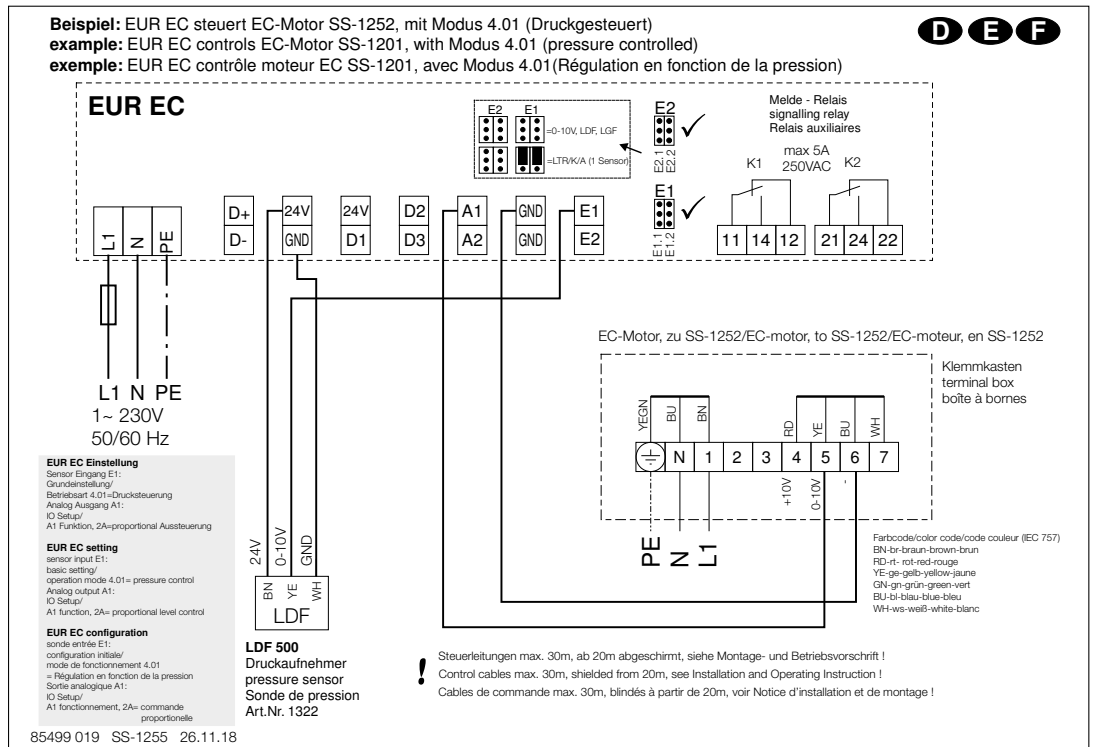 Beispiel: EUR EC steuert EC-Motor SS-1252, mit Modus 4.01 (Druckgesteuert)
example: EUR EC controls EC-Motor SS-1201, with Modus 4.01 (pressure controlled)
exemple: EUR EC contrôle moteur EC SS-1201, avec Modus 4.01(Régulation en fonction de la pression)
D E F
EUR EC
E2 E1
=0-10V, LDF, LGF
=LTR/K/A (1 Sensor)
E2
E2.1 E2.2
E1
E1.1 E1.2
Melde - Relais
signalling relay
Relais auxiliaires
max 5A
250VAC
K1 K2
L1 N PE
D+ 24V 24V D2 A1 GND E1
D- GND D1 D3 A2 GND E2
11 14 12 21 24 22
L1 N PE
1~ 230V
50/60 Hz
EC-Motor, zu SS-1252/EC-motor, to SS-1252/EC-moteur, en SS-1252
Klemmkasten
terminal box
boîte à bornes
YEGN BU BN RD YE BU WH
N 1 2 3 4 5 6 7
+10V 0-10V -
PE N L1
Farbcode/color code/code couleur (IEC 757)
BN-br-braun-brown-brun
RD-rt- rot-red-rouge
YE-ge-gelb-yellow-jaune
GN-gn-grün-green-vert
BU-bl-blau-blue-bleu
WH-ws-weiß-white-blanc
EUR EC Einstellung
Sensor Eingang E1:
Grundeinstellung/
Betriebsart 4.01=Drucksteuerung
Analog Ausgang A1:
IO Setup/
A1 Funktion, 2A=proportional Aussteuerung
EUR EC setting
sensor input E1:
basic setting/
operation mode 4.01= pressure control
Analog output A1:
IO Setup/
A1 function, 2A= proportional level control
EUR EC configuration
sonde entrée E1:
configuration initiale/
mode de fonctionnement 4.01
= Régulation en fonction de la pression
Sortie analogique A1:
IO Setup/
A1 fonctionnement, 2A= commande
proportionelle
24V 0-10V GND
BN YE WH
LDF
LDF 500
Druckaufnehmer
pressure sensor
Sonde de pression
Art.Nr. 1322
! Steuerleitungen max. 30m, ab 20m abgeschirmt, siehe Montage- und Betriebsvorschrift !
Control cables max. 30m, shielded from 20m, see Installation and Operating Instruction !
Cables de commande max. 30m, blindés à partir de 20m, voir Notice d'installation et de montage !
85499 019 SS-1255 26.11.18